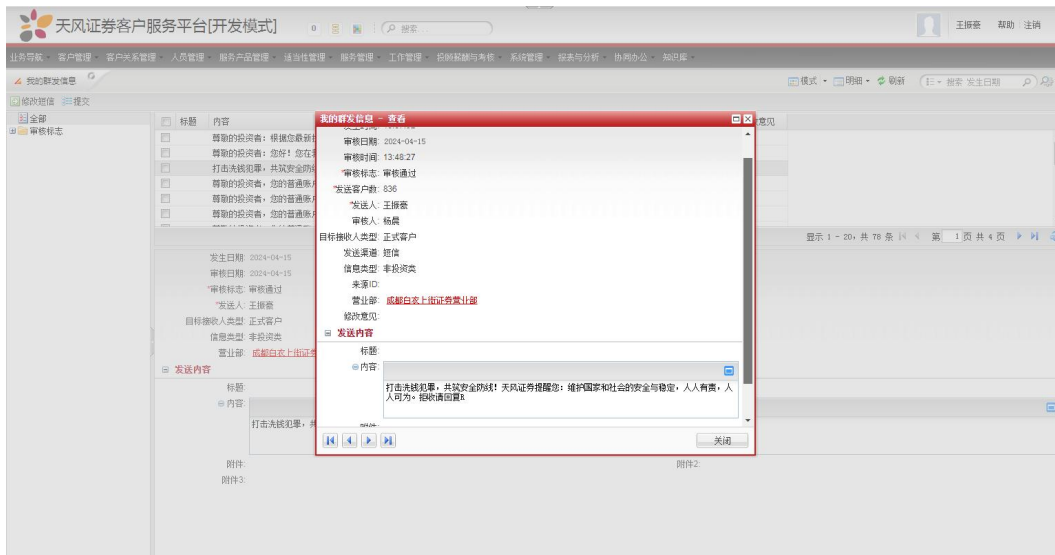 天风证券客户服务平台[开发模式]
搜索...
王振豪 帮助 注销
业务导航 客户管理 客户关系管理 人员管理 服务产品管理 适当性管理 服务管理 工作管理 投顾薪酬与考核 系统管理 报表与分析 协同办公 知识库
我的群发信息
模式 明细 刷新 搜索 发生日期
修改短信 提交
全部
审核标志
标题 内容
尊敬的投资者：根据您最新
尊敬的投资者：您好！您在
打击洗钱犯罪，共筑安全防
尊敬的投资者，您的普通账
尊敬的投资者，您的普通账
尊敬的投资者，您的普通账
意见
显示 1 - 20，共 78 条 第 1 页 共 4 页
发生日期: 2024-04-15
审核日期: 2024-04-15
*审核标志: 审核通过
*发送人: 王振豪
目标接收人类型: 正式客户
信息类型: 非投资类
营业部: 成都白衣上街证
发送内容
标题:
内容:
打击洗钱犯罪，共
附件:
附件2:
附件3:
我的群发信息 - 查看
审核日期: 2024-04-15
审核时间: 13:48:27
*审核标志: 审核通过
*发送客户数: 836
*发送人: 王振豪
审核人: 杨晨
目标接收人类型: 正式客户
发送渠道: 短信
信息类型: 非投资类
来源ID:
营业部: 成都白衣上街证券营业部
修改意见:
发送内容
标题:
内容:
打击洗钱犯罪，共筑安全防线！天风证券提醒您：维护国家和社会的安全与稳定，人人有责，人
人可为。拒收请回复R
关闭